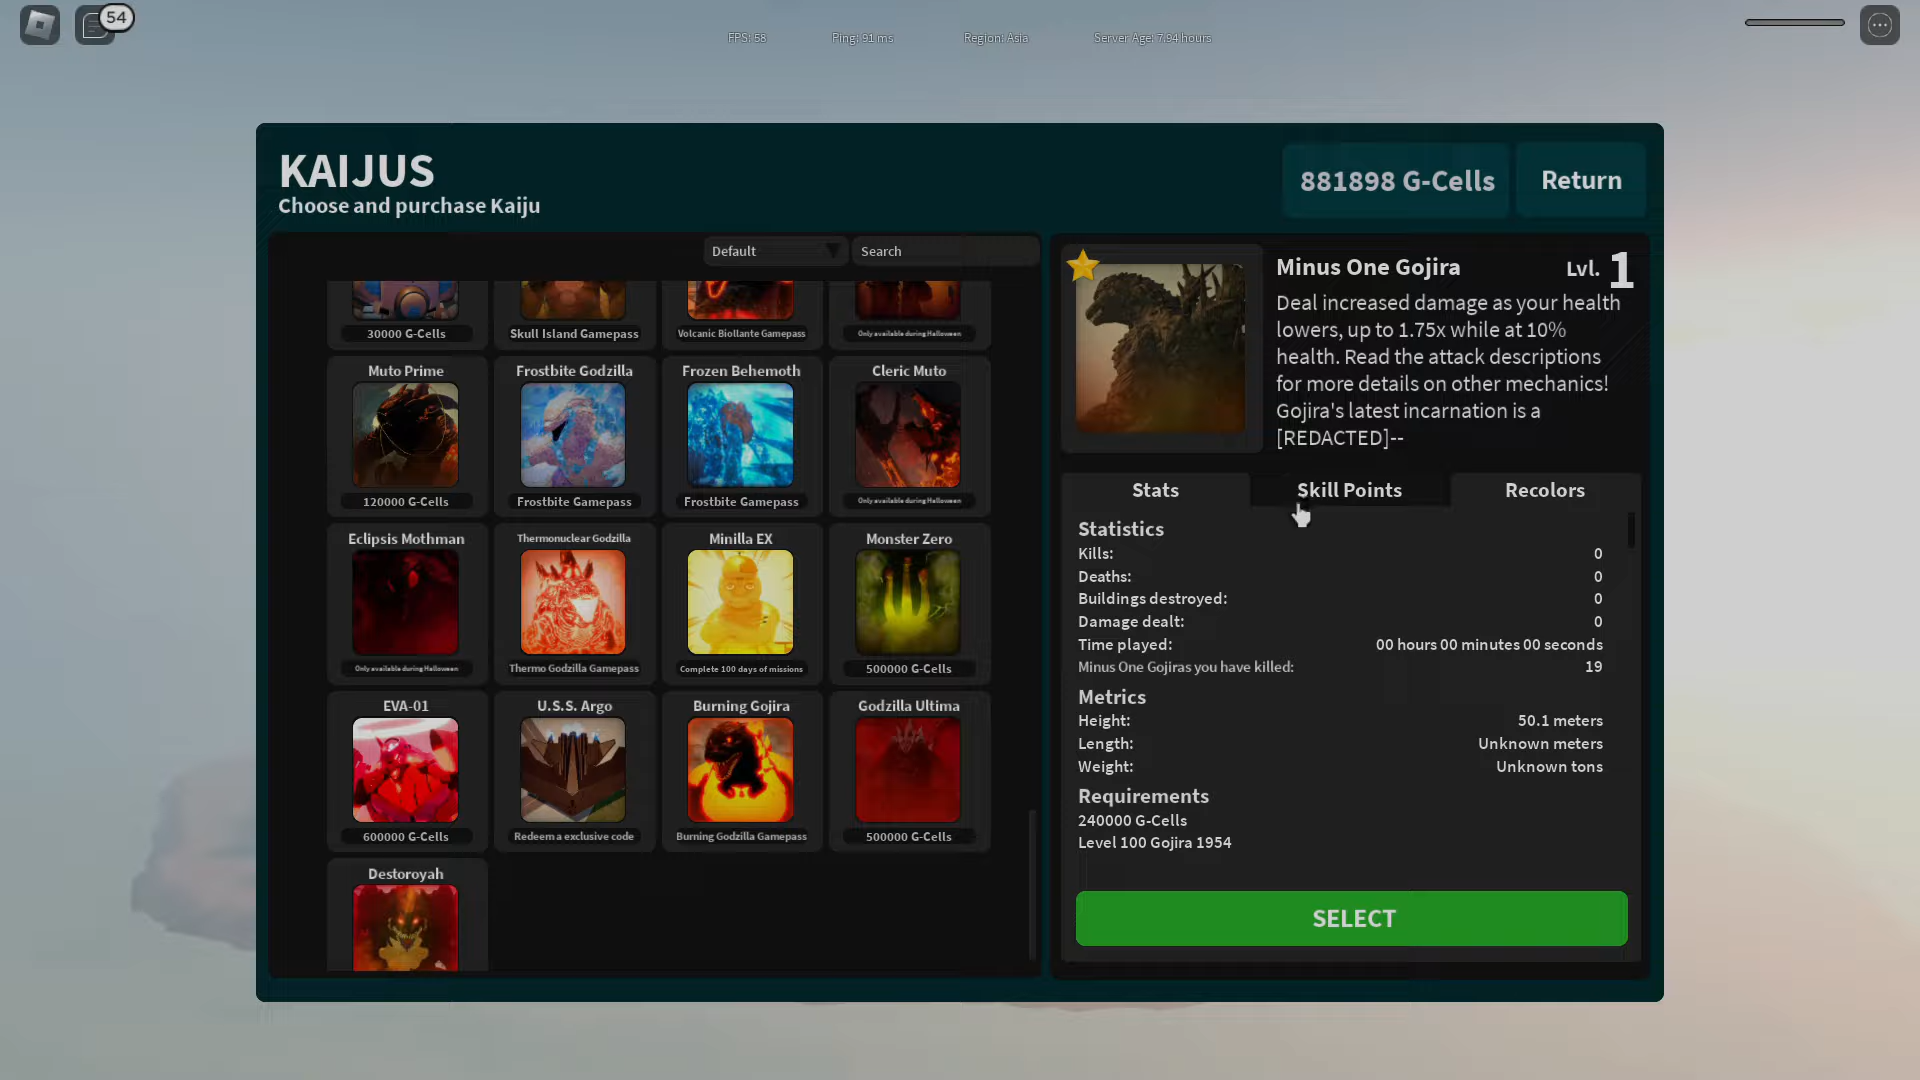 54
FPS: 58
Ping: 91 ms
Region: Asia
Server Age: 7.94 hours
KAIJUS
Choose and purchase Kaiju
881898 G-Cells
Return
Default
Search
30000 G-Cells
Skull Island Gamepass
Volcanic Biollante Gamepass
Only available during Halloween
Muto Prime
Frostbite Godzilla
Frozen Behemoth
Cleric Muto
120000 G-Cells
Frostbite Gamepass
Frostbite Gamepass
Only available during Halloween
Eclipsis Mothman
Thermonuclear Godzilla
Minilla EX
Monster Zero
Only available during Halloween
Thermo Godzilla Gamepass
Complete 100 days of missions
500000 G-Cells
EVA-01
U.S.S. Argo
Burning Gojira
Godzilla Ultima
600000 G-Cells
Redeem a exclusive code
Burning Godzilla Gamepass
500000 G-Cells
Destoroyah
Minus One Gojira
Lvl. 1
Deal increased damage as your health
lowers, up to 1.75x while at 10%
health. Read the attack descriptions
for more details on other mechanics!
Gojira's latest incarnation is a
[REDACTED]--
Stats
Skill Points
Recolors
Statistics
Kills: 0
Deaths: 0
Buildings destroyed: 0
Damage dealt: 0
Time played: 00 hours 00 minutes 00 seconds
Minus One Gojiras you have killed: 19
Metrics
Height: 50.1 meters
Length: Unknown meters
Weight: Unknown tons
Requirements
240000 G-Cells
Level 100 Gojira 1954
SELECT